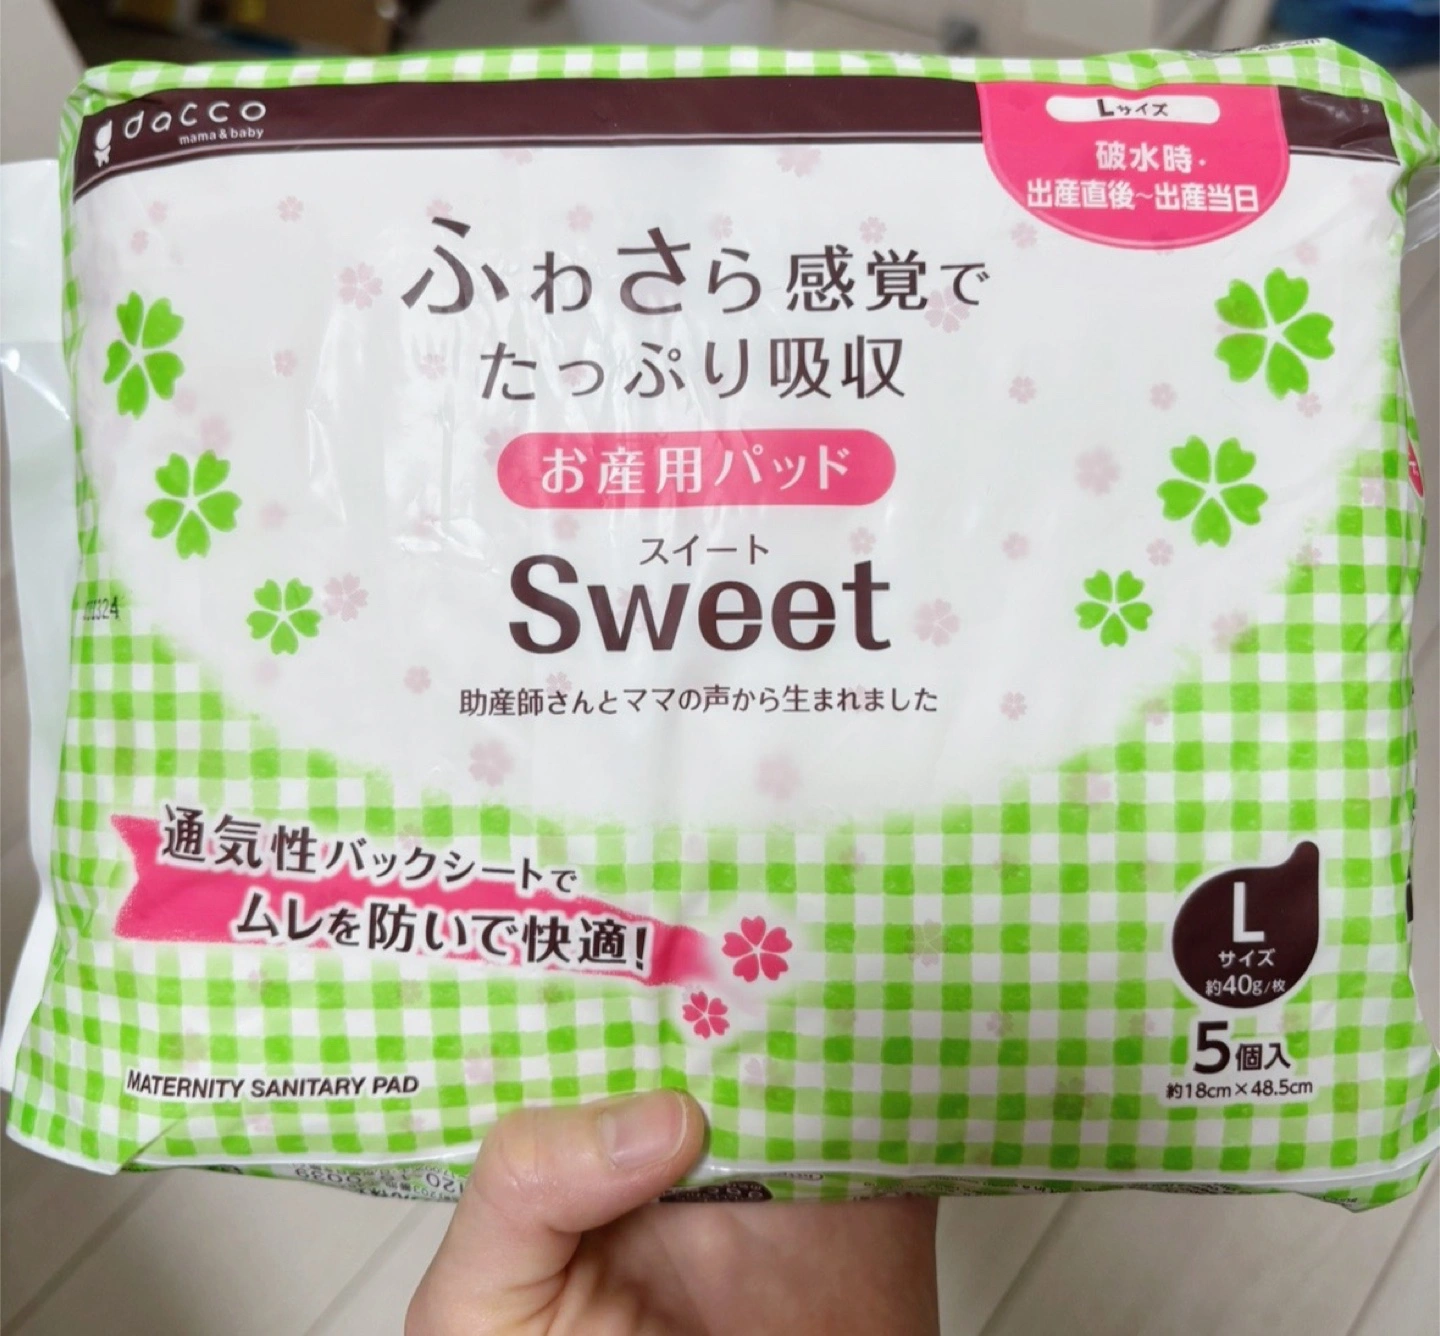 dacco
mama & baby
Lサイズ
破水時・
出産直後~出産当日
ふわさら感覚で
たっぷり吸収
お産用パッド
スイート
Sweet
助産師さんとママの声から生まれました
通気性バックシートで
ムレを防いで快適!
L
サイズ
約40g/枚
5個入
約18cm×48.5cm
MATERNITY SANITARY PAD